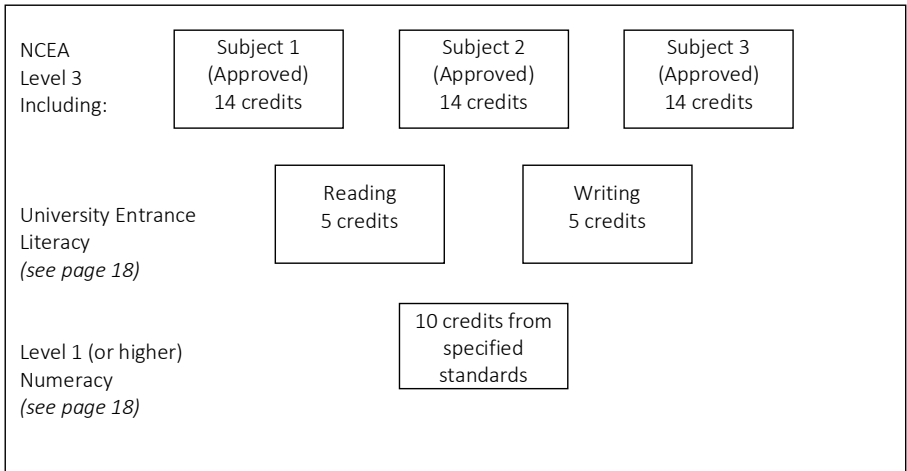 NCEA
Level 3
Including:
Subject 1
(Approved)
14 credits
Subject 2
(Approved)
14 credits
Subject 3
(Approved)
14 credits
University Entrance
Literacy
(see page 18)
Reading
5 credits
Writing
5 credits
Level 1 (or higher)
Numeracy
(see page 18)
10 credits from
specified
standards